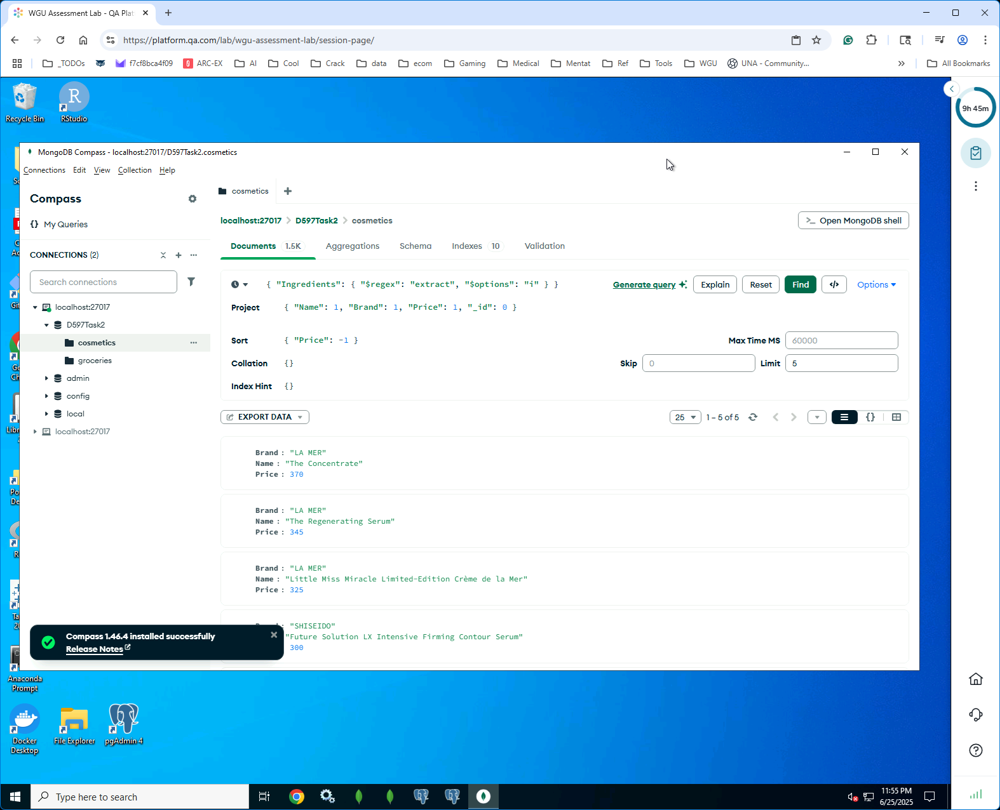 WGU Assessment Lab - QA Plat
https://platform.qa.com/lab/wgu-assessment-lab/session-page/
_TODOs
f7cf8bca4f09
ARC-EX
AI
Cool
Crack
data
ecom
Gaming
Medical
Mentat
Ref
Tools
WGU
UNA - Community...
All Bookmarks
Recycle Bin
RStudio
9h 45m
MongoDB Compass - localhost:27017/D597Task2.cosmetics
Connections Edit View Collection Help
Compass
cosmetics
{} My Queries
localhost:27017 > D597Task2 > cosmetics
>_ Open MongoDB shell
Documents 1.5K Aggregations Schema Indexes 10 Validation
CONNECTIONS (2)
Search connections
{ "Ingredients": { "$regex": "extract", "$options": "i" } }
Generate query Explain Reset Find </> Options
Project { "Name": 1, "Brand": 1, "Price": 1, "_id": 0 }
Sort { "Price": -1 }
Max Time MS 60000
Collation {}
Skip 0 Limit 5
Index Hint {}
localhost:27017
D597Task2
cosmetics
groceries
admin
config
local
localhost:27017
EXPORT DATA
25 1 – 5 of 5
{}
Brand : "LA MER"
Name : "The Concentrate"
Price : 370
Brand : "LA MER"
Name : "The Regenerating Serum"
Price : 345
Brand : "LA MER"
Name : "Little Miss Miracle Limited-Edition Crème de la Mer"
Price : 325
"SHISEIDO"
"Future Solution LX Intensive Firming Contour Serum"
300
Compass 1.46.4 installed successfully
Release Notes
Anaconda Prompt
Docker Desktop
File Explorer
pgAdmin 4
Type here to search
11:55 PM
6/25/2025